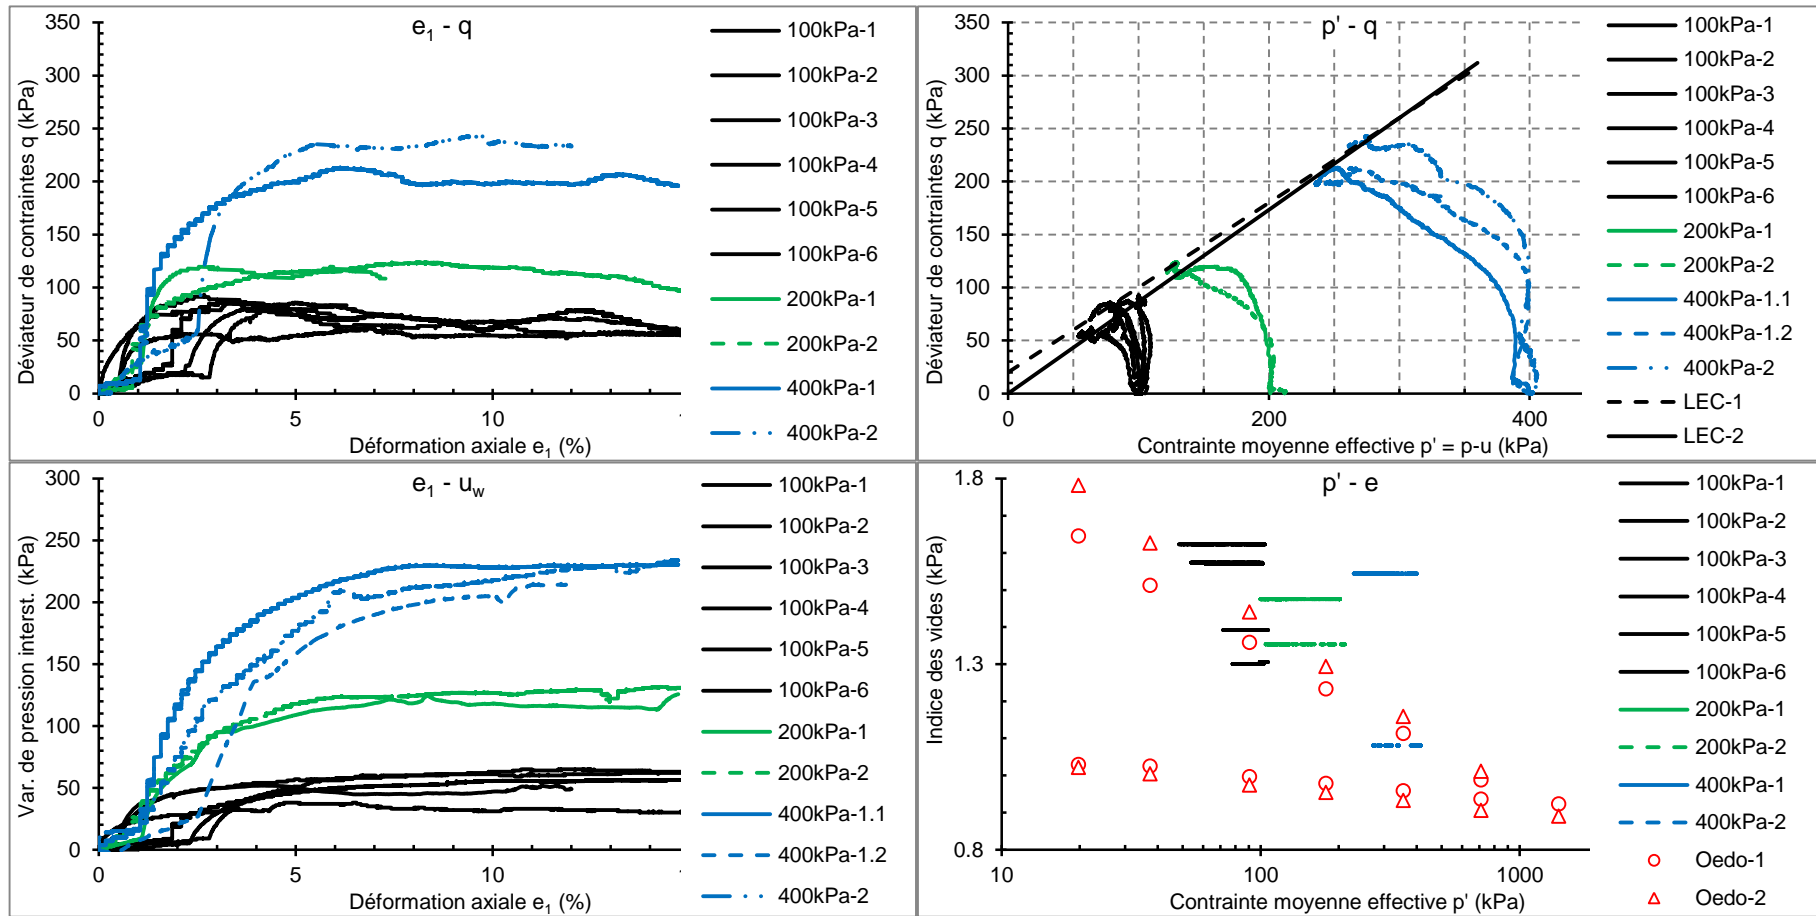 e1 - q
Déviateur de contraintes q (kPa)
350
300
250
200
150
100
50
0
0
5
10
Déformation axiale e1 (%)
100kPa-1
100kPa-2
100kPa-3
100kPa-4
100kPa-5
100kPa-6
200kPa-1
200kPa-2
400kPa-1
400kPa-2
p' - q
Déviateur de contraintes q (kPa)
350
300
250
200
150
100
50
0
0
200
400
Contrainte moyenne effective p' = p-u (kPa)
100kPa-1
100kPa-2
100kPa-3
100kPa-4
100kPa-5
100kPa-6
200kPa-1
200kPa-2
400kPa-1.1
400kPa-1.2
400kPa-2
LEC-1
LEC-2
e1 - uw
Var. de pression interst. (kPa)
300
250
200
150
100
50
0
0
5
10
Déformation axiale e1 (%)
100kPa-1
100kPa-2
100kPa-3
100kPa-4
100kPa-5
100kPa-6
200kPa-1
200kPa-2
400kPa-1.1
400kPa-1.2
400kPa-2
p' - e
Indice des vides (kPa)
1.8
1.3
0.8
10
100
1000
Contrainte moyenne effective p' (kPa)
100kPa-1
100kPa-2
100kPa-3
100kPa-4
100kPa-5
100kPa-6
200kPa-1
200kPa-2
400kPa-1
400kPa-2
Oedo-1
Oedo-2